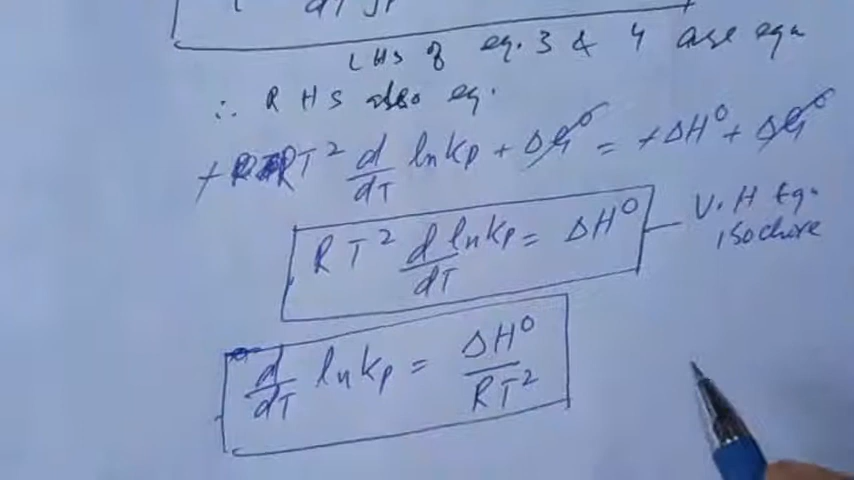 LHS of eq. 3 & 4 are equ
∴ RHS also eq.
+ RT² d/dT ln Kp + ΔG° = +ΔH° + ΔG°
RT² d ln Kp/dT = ΔH° — V.H Eq.
isochore
d/dT ln Kp = ΔH°/RT²